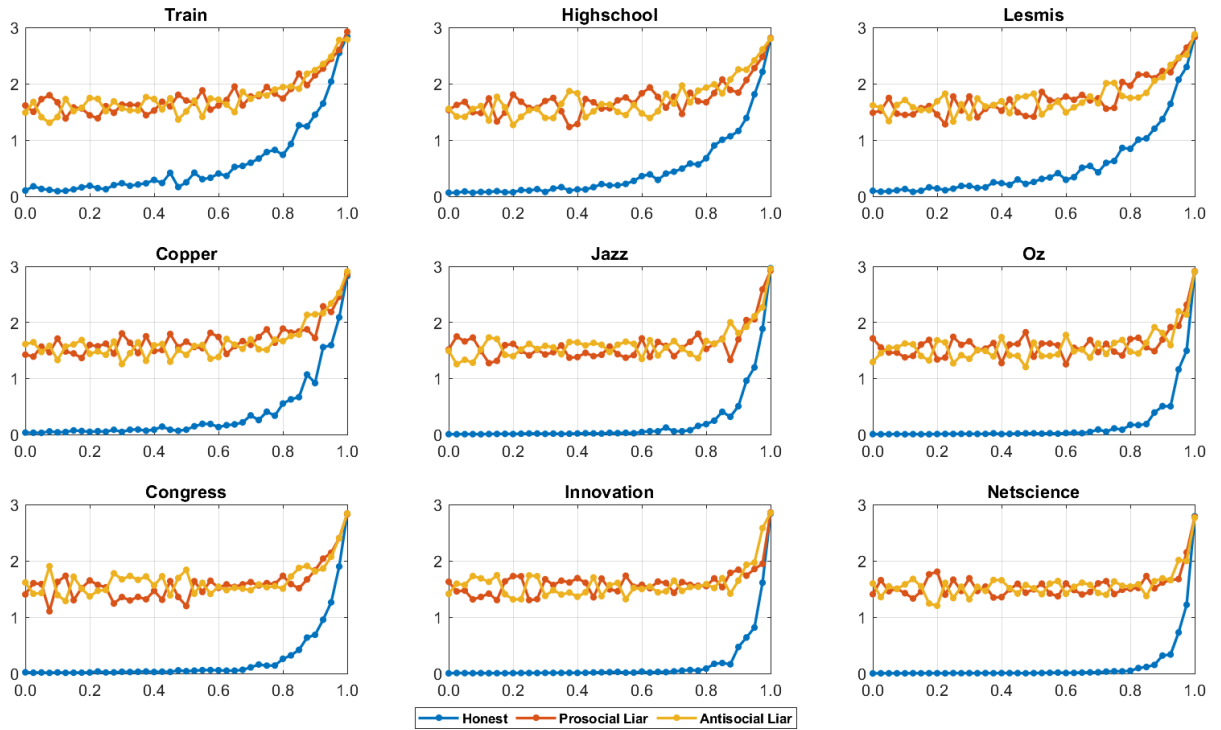 Train Highschool Lesmis
3 3 3
2 2 2
1 1 1
0 0 0
0.0 0.2 0.4 0.6 0.8 1.0 0.0 0.2 0.4 0.6 0.8 1.0 0.0 0.2 0.4 0.6 0.8 1.0
Copper Jazz Oz
3 3 3
2 2 2
1 1 1
0 0 0
0.0 0.2 0.4 0.6 0.8 1.0 0.0 0.2 0.4 0.6 0.8 1.0 0.0 0.2 0.4 0.6 0.8 1.0
Congress Innovation Netscience
3 3 3
2 2 2
1 1 1
0 0 0
0.0 0.2 0.4 0.6 0.8 1.0 0.0 0.2 0.4 0.6 0.8 1.0 0.0 0.2 0.4 0.6 0.8 1.0
Honest Prosocial Liar Antisocial Liar